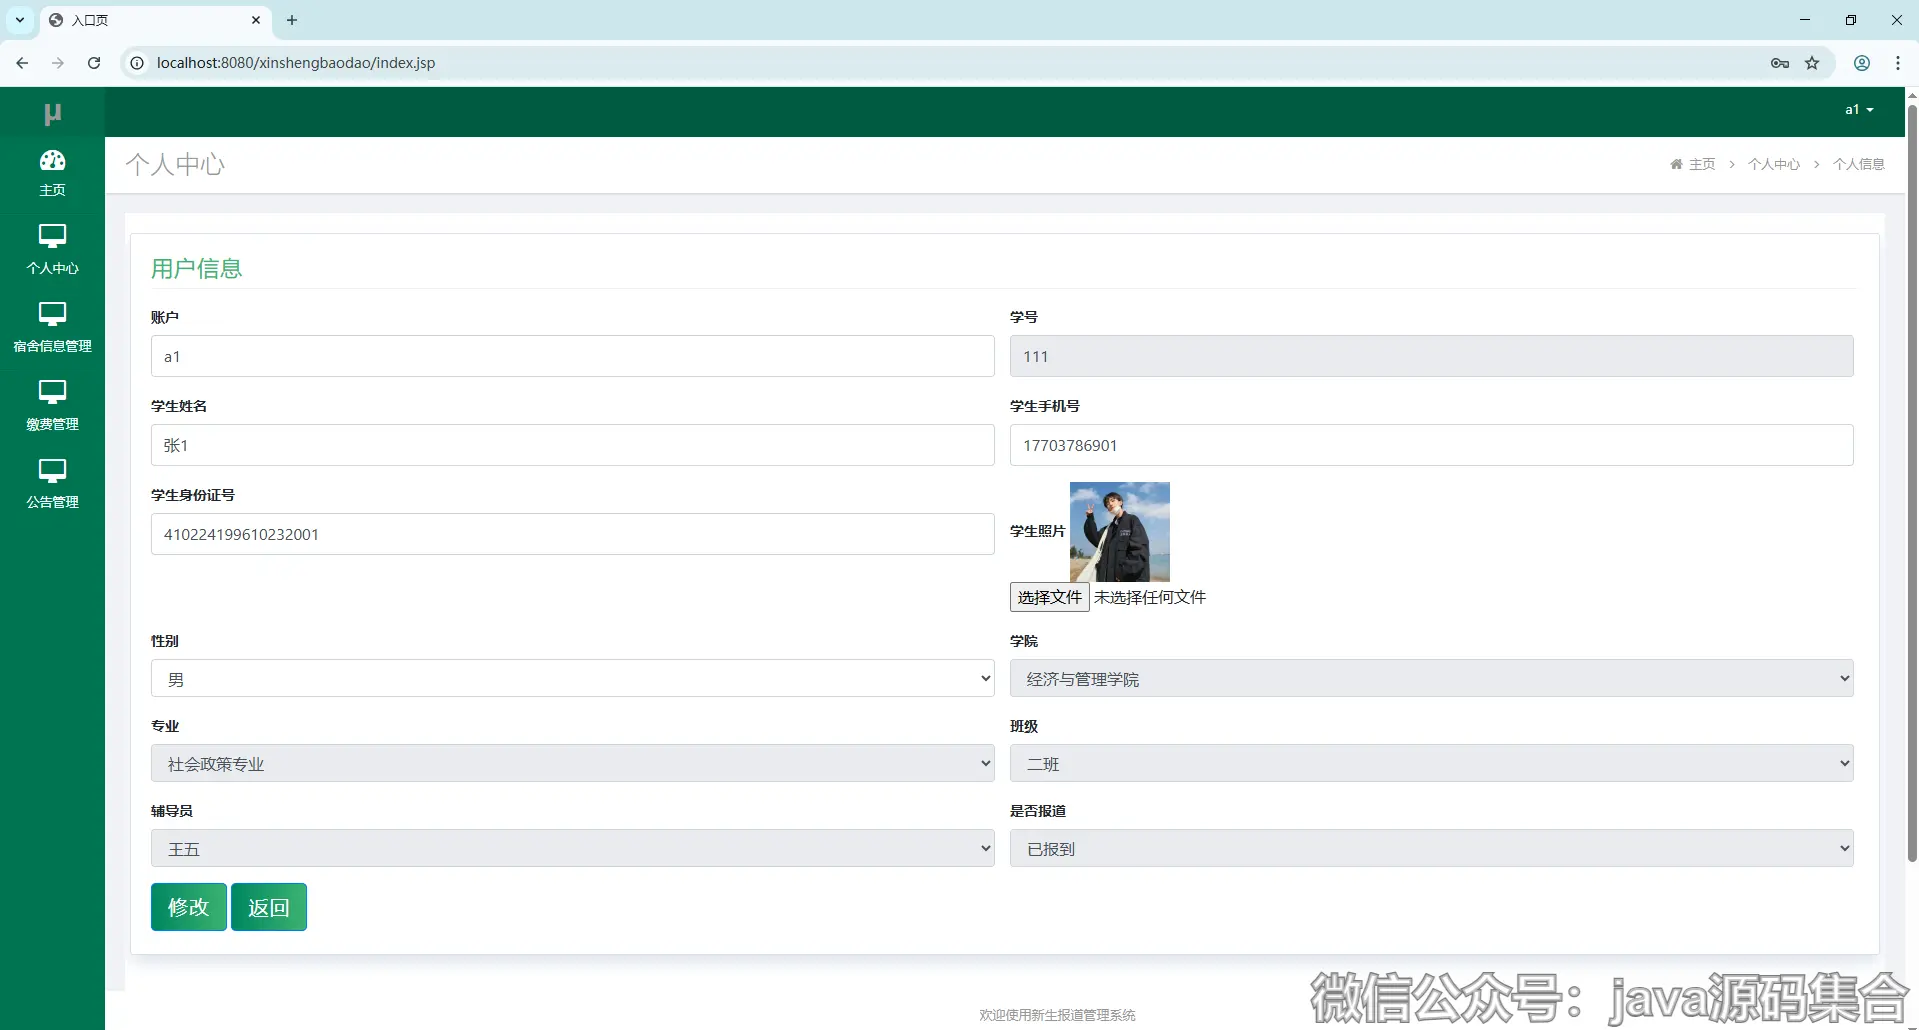 入口页
localhost:8080/xinshengbaodao/index.jsp
µ
a1
主页
个人中心
宿舍信息管理
缴费管理
公告管理
个人中心
主页 > 个人中心 > 个人信息
用户信息
账户
a1
学号
111
学生姓名
张1
学生手机号
17703786901
学生身份证号
410224199610232001
学生照片
选择文件 未选择任何文件
性别
男
学院
经济与管理学院
专业
社会政策专业
班级
二班
辅导员
王五
是否报道
已报到
修改
返回
欢迎使用新生报道管理系统
微信公众号：java源码集合